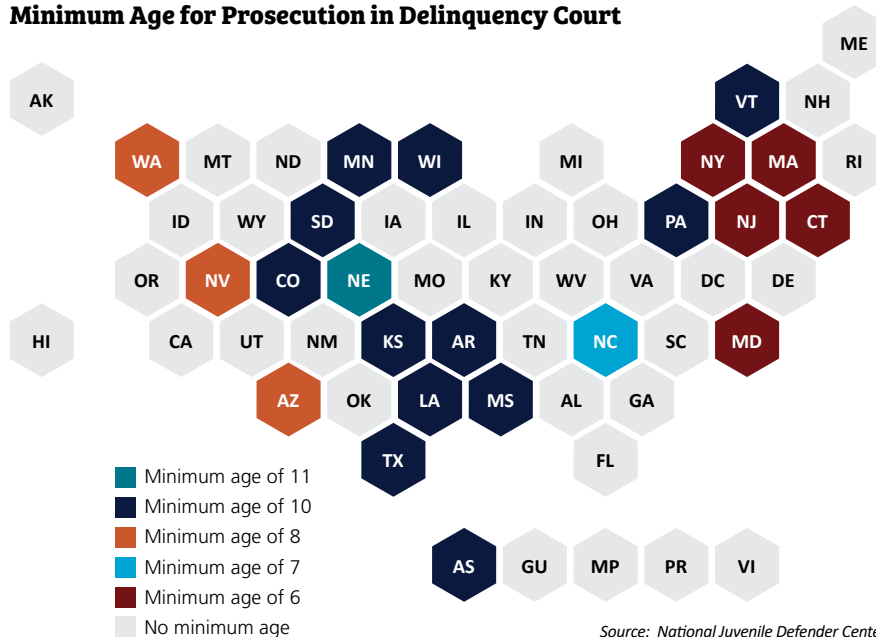 Minimum Age for Prosecution in Delinquency Court
ME
AK
VT NH
WA MT ND MN WI MI NY MA RI
ID WY SD IA IL IN OH PA NJ CT
OR NV CO NE MO KY WV VA DC DE
HI CA UT NM KS AR TN NC SC MD
AZ OK LA MS AL GA
TX FL
Minimum age of 11
Minimum age of 10
Minimum age of 8
Minimum age of 7
Minimum age of 6
No minimum age
AS GU MP PR VI
Source: National Juvenile Defender Cente